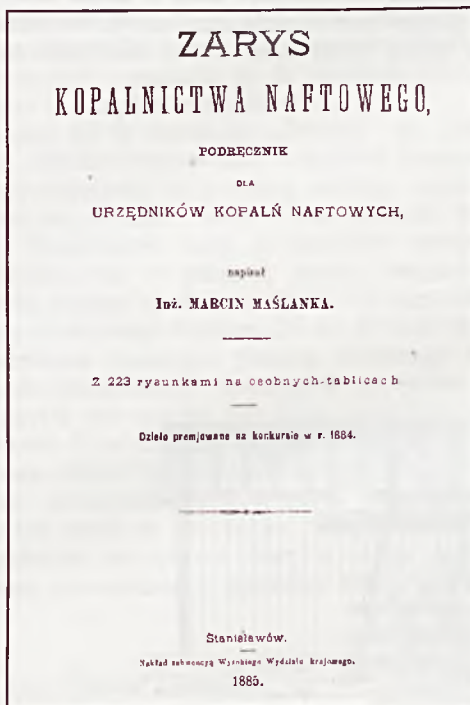 ZARYS
KOPALNICTWA NAFTOWEGO,
PODRĘCZNIK
DLA
URZĘDNIKÓW KOPALŃ NAFTOWYCH,
napisał
Inż. MARCIN MAŚLANKA.
Z 223 rysunkami na osobnych tablicach
Dzieło premjowane na konkursie w r. 1884.
Stanisławów.
Nakład subwencyą Wysokiego Wydziału krajowego.
1885.